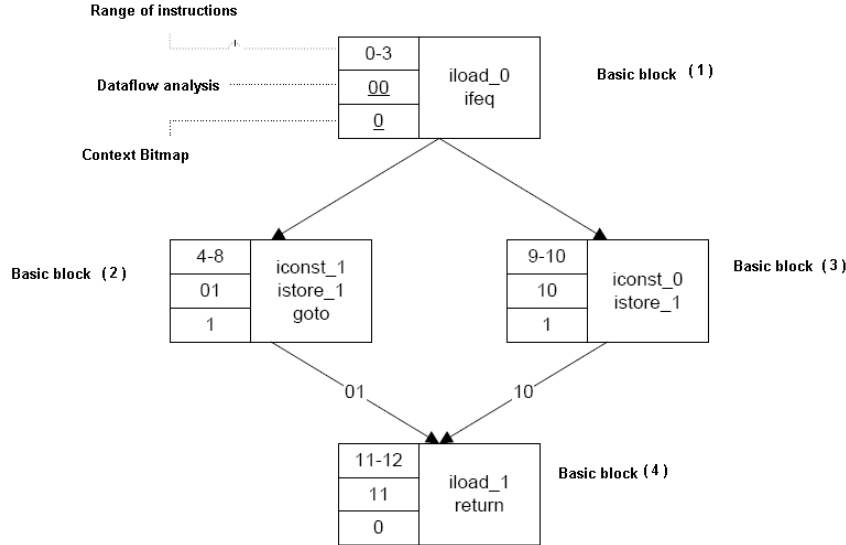 Range of instructions
0-3
iload_0
ifeq
Basic block (1)
Dataflow analysis
00
0
Context Bitmap
4-8
iconst_1
istore_1
goto
Basic block (2)
01
1
9-10
iconst_0
istore_1
Basic block (3)
10
1
01
10
11-12
iload_1
return
Basic block (4)
11
0